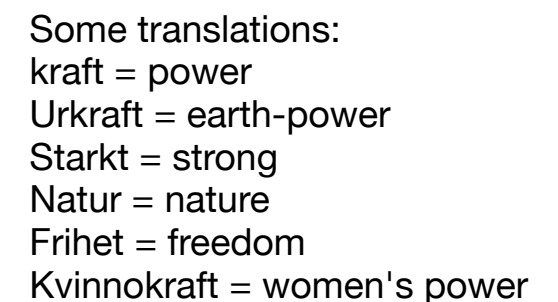 Some translations:
kraft = power
Urkraft = earth-power
Starkt = strong
Natur = nature
Frihet = freedom
Kvinnokraft = women's power